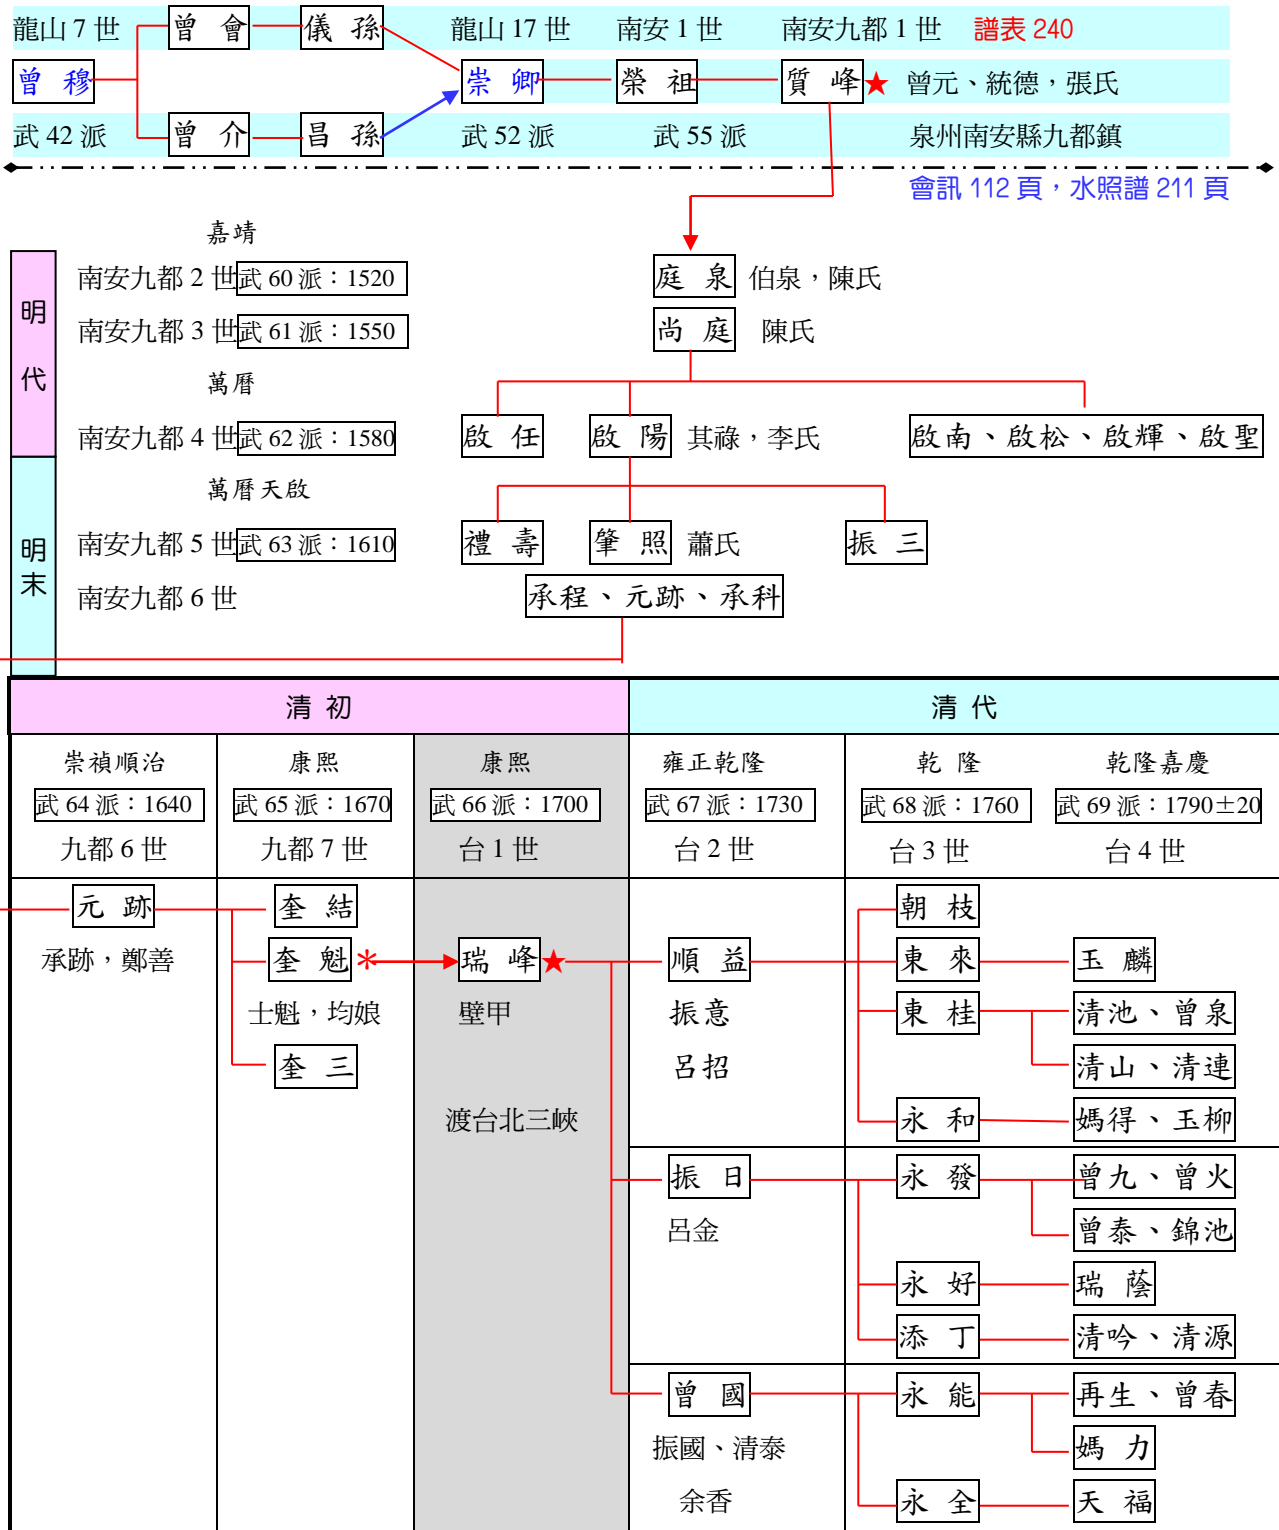 龍山 7 世 曾 會 儀 孫 龍山 17 世 南安 1 世 南安九都 1 世 譜表 240
曾 穆 崇 卿 榮 祖 質 峰★ 曾元、統德，張氏
武 42 派 曾 介 昌 孫 武 52 派 武 55 派 泉州南安縣九都鎮
會訊 112 頁，水照譜 211 頁
嘉靖
南安九都 2 世 武 60 派：1520 庭 泉 伯泉，陳氏
南安九都 3 世 武 61 派：1550 尚 庭 陳氏
明代
萬曆
南安九都 4 世 武 62 派：1580 啟 任 啟 陽 其祿，李氏 啟南、啟松、啟輝、啟聖
萬曆天啟
南安九都 5 世 武 63 派：1610 禮 壽 肇 照 蕭氏 振 三
明末
南安九都 6 世 承程、元跡、承科
清 初 清 代
崇禎順治 康熙 康熙 雍正乾隆 乾 隆 乾隆嘉慶
武 64 派：1640 武 65 派：1670 武 66 派：1700 武 67 派：1730 武 68 派：1760 武 69 派：1790±20
九都 6 世 九都 7 世 台 1 世 台 2 世 台 3 世 台 4 世
元 跡 奎 結 朝 枝
承跡，鄭善 奎 魁＊ 瑞 峰★ 順 益 東 來 玉 麟
士魁，均娘 壁甲 振意 東 桂 清池、曾泉
奎 三 呂招 清山、清連
渡台北三峽 永 和 媽得、玉柳
振 日 永 發 曾九、曾火
呂金 曾泰、錦池
永 好 瑞 蔭
添 丁 清吟、清源
曾 國 永 能 再生、曾春
振國、清泰 媽 力
余香 永 全 天 福